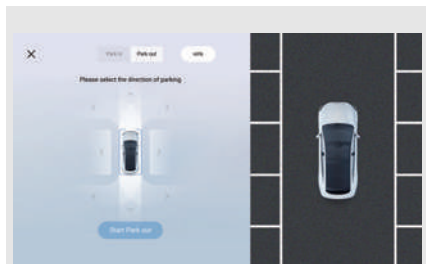 Park in Park out
Please select the direction of parking
Start Park out